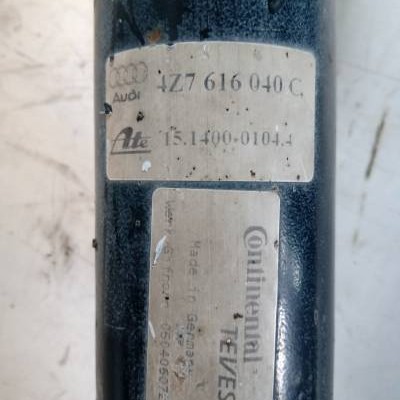 Audi
4Z7 616 040 C
Ate
15.1400-0104.4
Continental
TEVES
Made in Germany